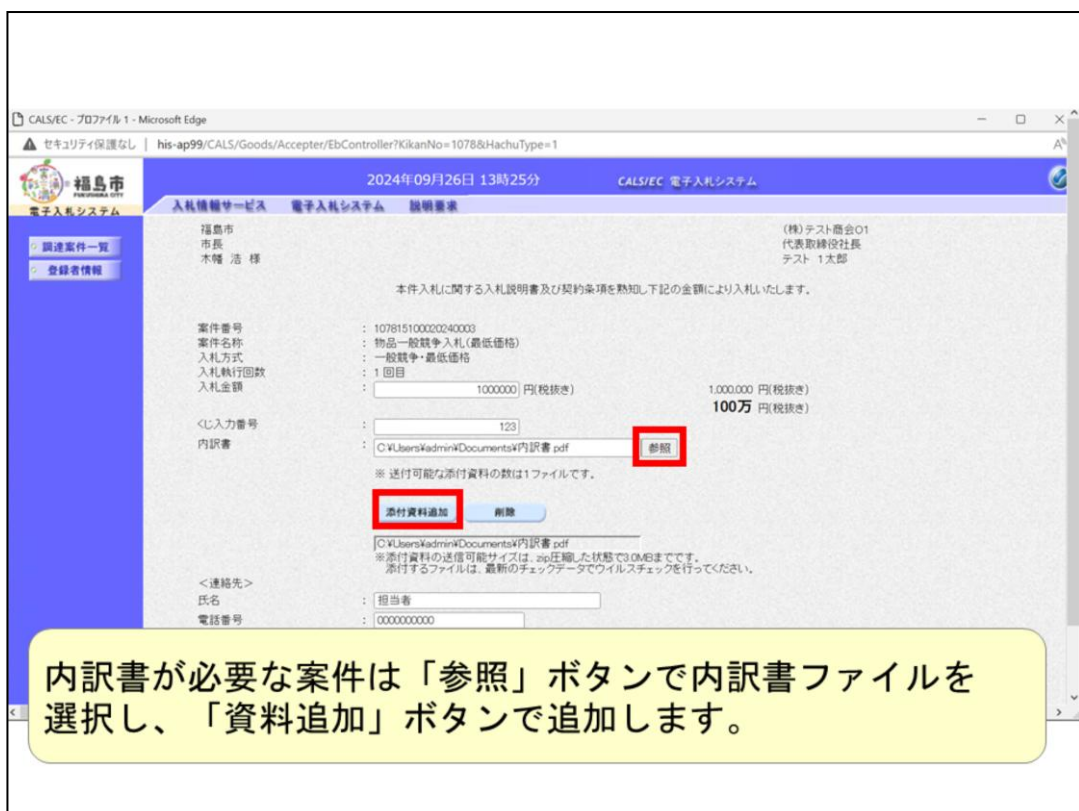 CALS/EC - プロファイル 1 - Microsoft Edge
セキュリティ保護なし | his-ap99/CALS/Goods/Accepter/EbController?KikanNo=1078&HachuType=1
福島市
FUKUSHIMA CITY
電子入札システム
2024年09月26日 13時25分
CALS/EC 電子入札システム
入札情報サービス 電子入札システム 説明要求
調達案件一覧
登録者情報
福島市
市長
木幡 浩 様
(株)テスト商会01
代表取締役社長
テスト 1太郎
本件入札に関する入札説明書及び契約条項を熟知し下記の金額により入札いたします。
案件番号 : 107815100020240003
案件名称 : 物品一般競争入札(最低価格)
入札方式 : 一般競争・最低価格
入札執行回数 : 1 回目
入札金額 : 1000000 円(税抜き) 1,000,000 円(税抜き)
100万 円(税抜き)
くじ入力番号 : 123
内訳書 : C:¥Users¥admin¥Documents¥内訳書.pdf 参照
※ 送付可能な添付資料の数は1ファイルです。
添付資料追加 削除
C:¥Users¥admin¥Documents¥内訳書.pdf
※添付資料の送信可能サイズは、zip圧縮した状態で3.0MBまでです。
添付するファイルは、最新のチェックデータでウイルスチェックを行ってください。
<連絡先>
氏名 : 担当者
電話番号 : 0000000000
内訳書が必要な案件は「参照」ボタンで内訳書ファイルを
選択し、「資料追加」ボタンで追加します。